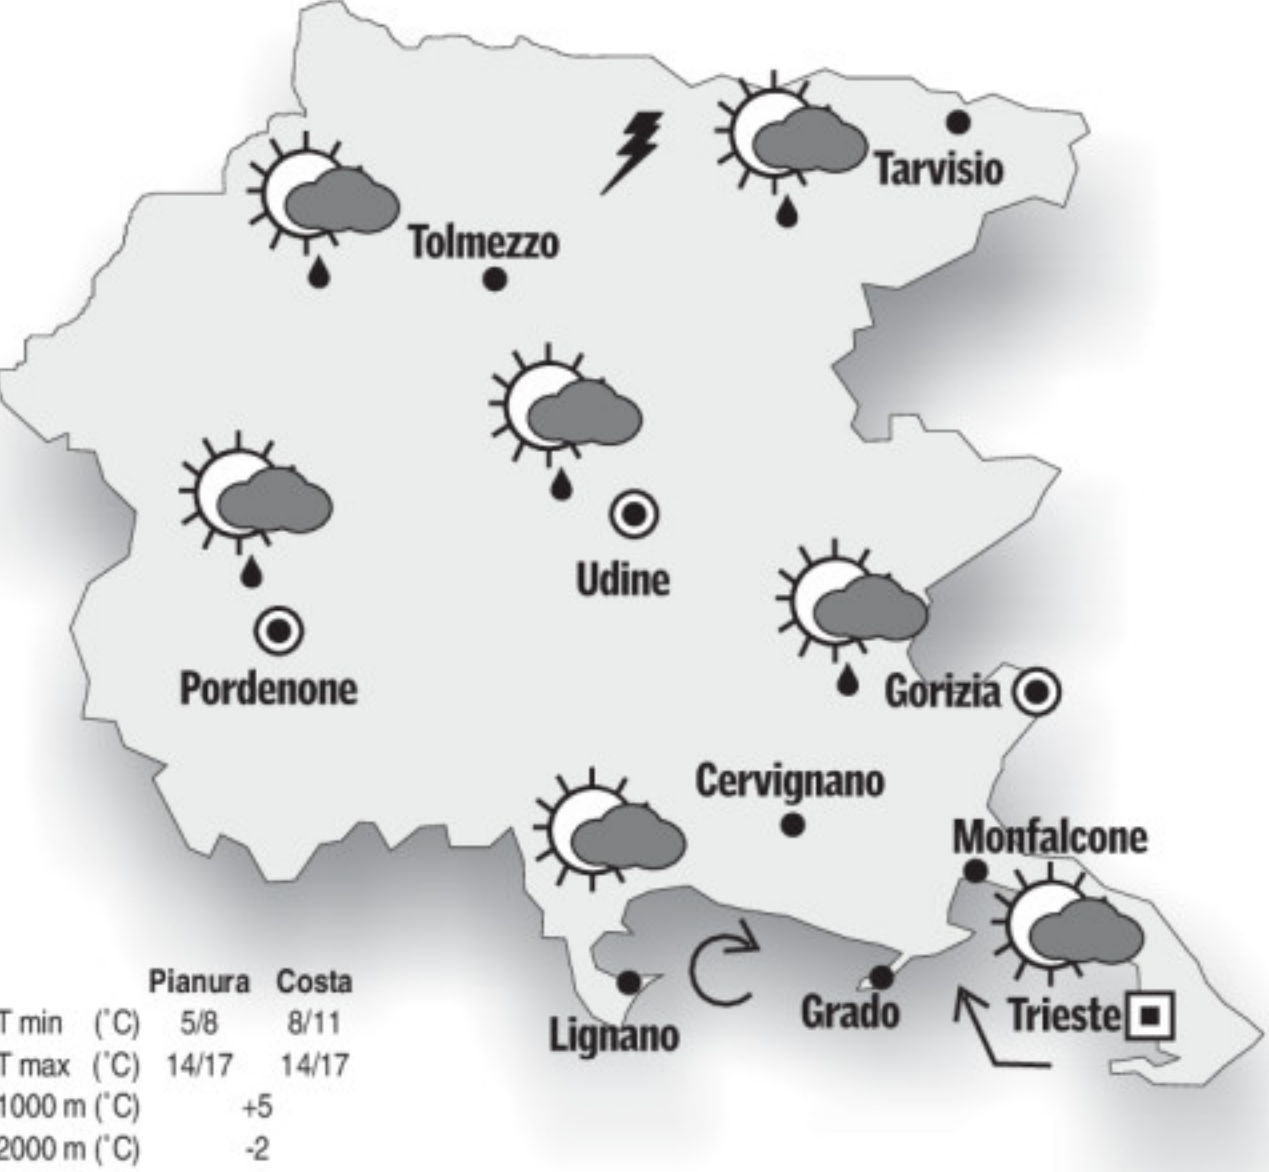 Tarvisio
Tolmezzo
Udine
Pordenone
Gorizia
Cervignano
Monfalcone
Grado
Trieste
Lignano
Pianura Costa
T min (°C) 5/8 8/11
T max (°C) 14/17 14/17
1000 m (°C) +5
2000 m (°C) -2